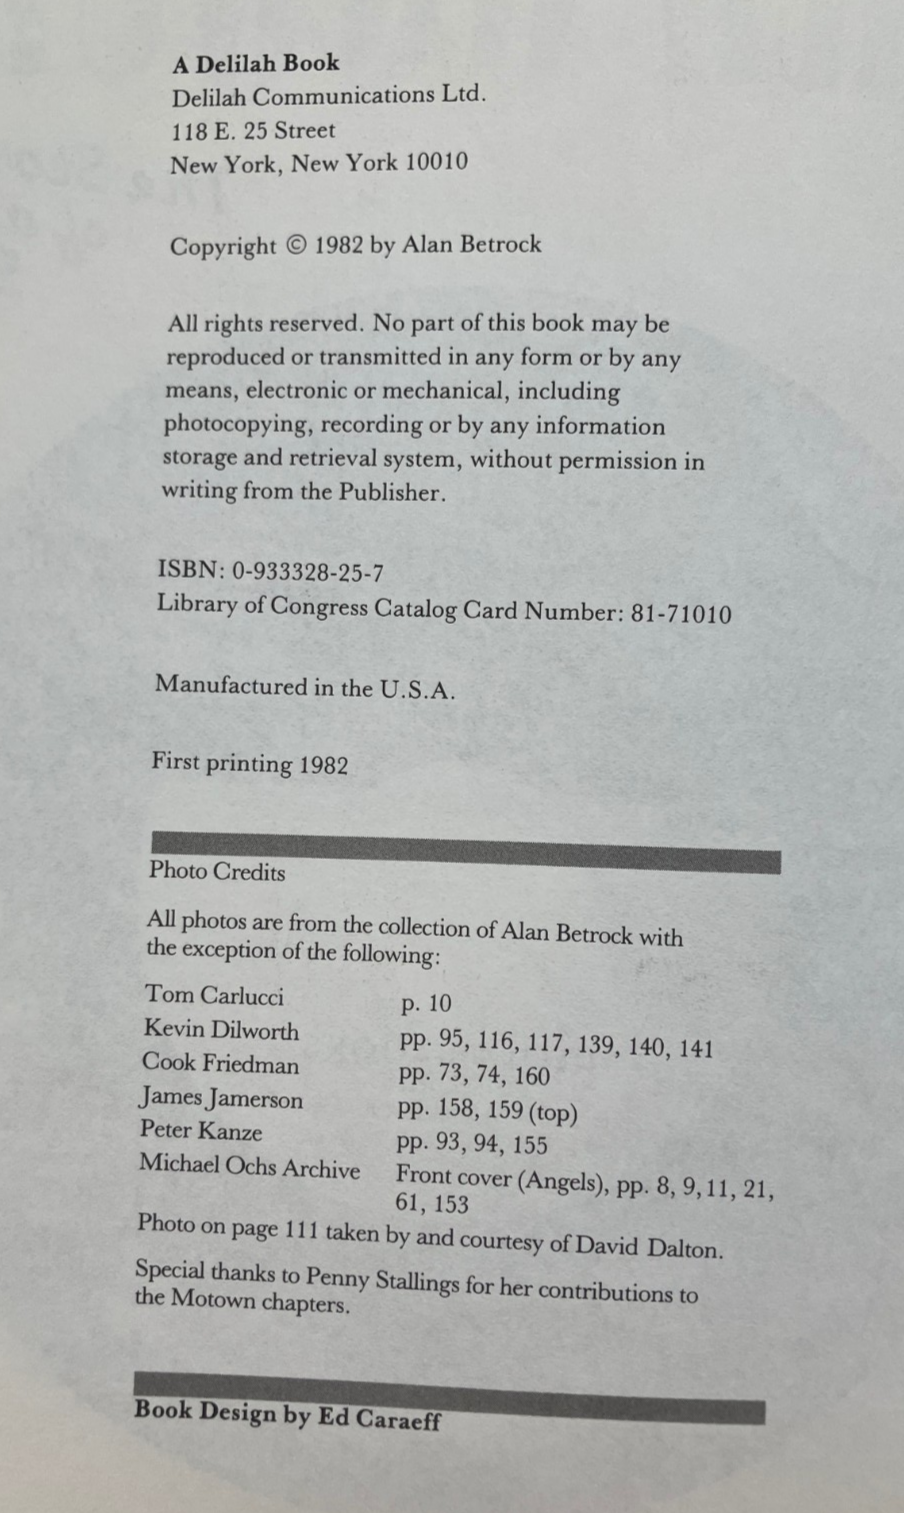 A Delilah Book
Delilah Communications Ltd.
118 E. 25 Street
New York, New York 10010
Copyright © 1982 by Alan Betrock
All rights reserved. No part of this book may be
reproduced or transmitted in any form or by any
means, electronic or mechanical, including
photocopying, recording or by any information
storage and retrieval system, without permission in
writing from the Publisher.
ISBN: 0-933328-25-7
Library of Congress Catalog Card Number: 81-71010
Manufactured in the U.S.A.
First printing 1982
Photo Credits
All photos are from the collection of Alan Betrock with
the exception of the following:
Tom Carlucci p. 10
Kevin Dilworth pp. 95, 116, 117, 139, 140, 141
Cook Friedman pp. 73, 74, 160
James Jamerson pp. 158, 159 (top)
Peter Kanze pp. 93, 94, 155
Michael Ochs Archive Front cover (Angels), pp. 8, 9, 11, 21,
61, 153
Photo on page 111 taken by and courtesy of David Dalton.
Special thanks to Penny Stallings for her contributions to
the Motown chapters.
Book Design by Ed Caraeff